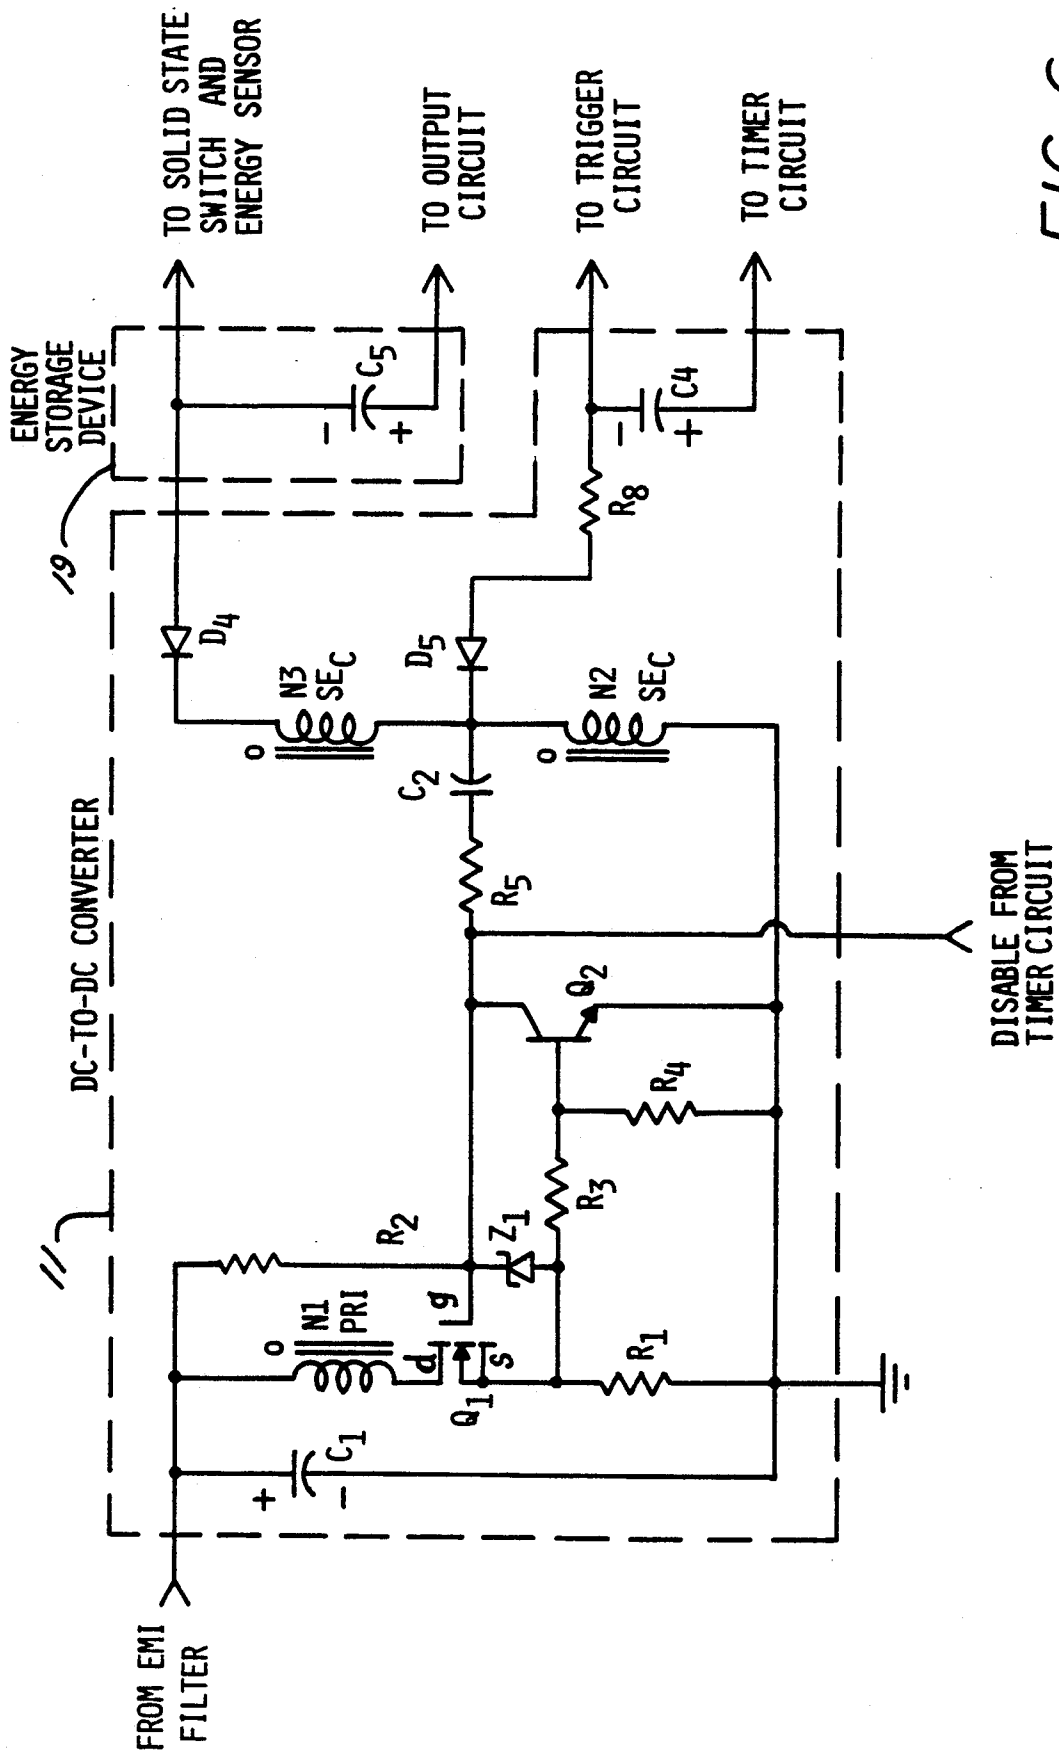 FROM EMI
FILTER
11
DC-TO-DC CONVERTER
19
ENERGY
STORAGE
DEVICE
TO SOLID STATE
SWITCH AND
ENERGY SENSOR
TO OUTPUT
CIRCUIT
TO TRIGGER
CIRCUIT
TO TIMER
CIRCUIT
+
C1
-
N1
PRI
R2
d
g
s
Q1
Z1
R1
R3
R4
Q2
R5
C2
N3
SEC
N2
SEC
D4
D5
R8
-
C5
+
-
C4
+
DISABLE FROM
TIMER CIRCUIT
FIG